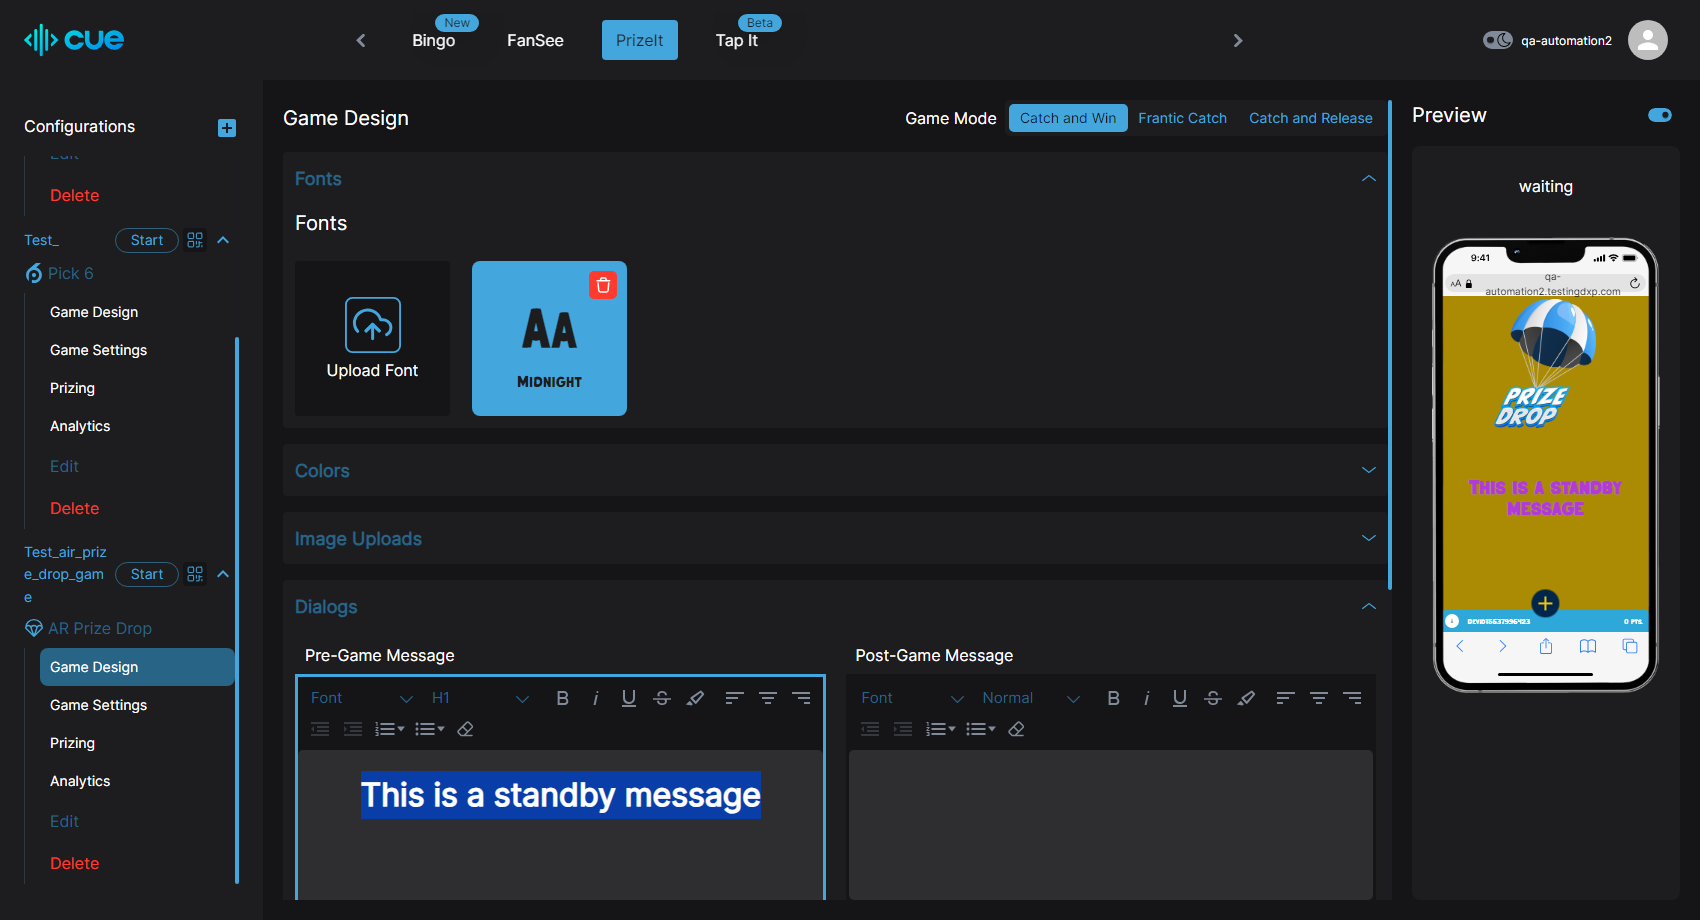 cue
New
Bingo
FanSee
PrizeIt
Beta
Tap It
qa-automation2
Configurations
Edit
Delete
Test_
Start
Pick 6
Game Design
Game Settings
Prizing
Analytics
Edit
Delete
Test_air_priz
e_drop_gam
e
Start
AR Prize Drop
Game Design
Game Settings
Prizing
Analytics
Edit
Delete
Game Design
Game Mode
Catch and Win
Frantic Catch
Catch and Release
Fonts
Fonts
Upload Font
AA
Midnight
Colors
Image Uploads
Dialogs
Pre-Game Message
Font
H1
B
i
U
S
This is a standby message
Post-Game Message
Font
Normal
B
i
U
S
Preview
waiting
9:41
AA
qa-
automation2.testingdxp.com
PRIZE
DROP
This is a standby
message
0 Pts.